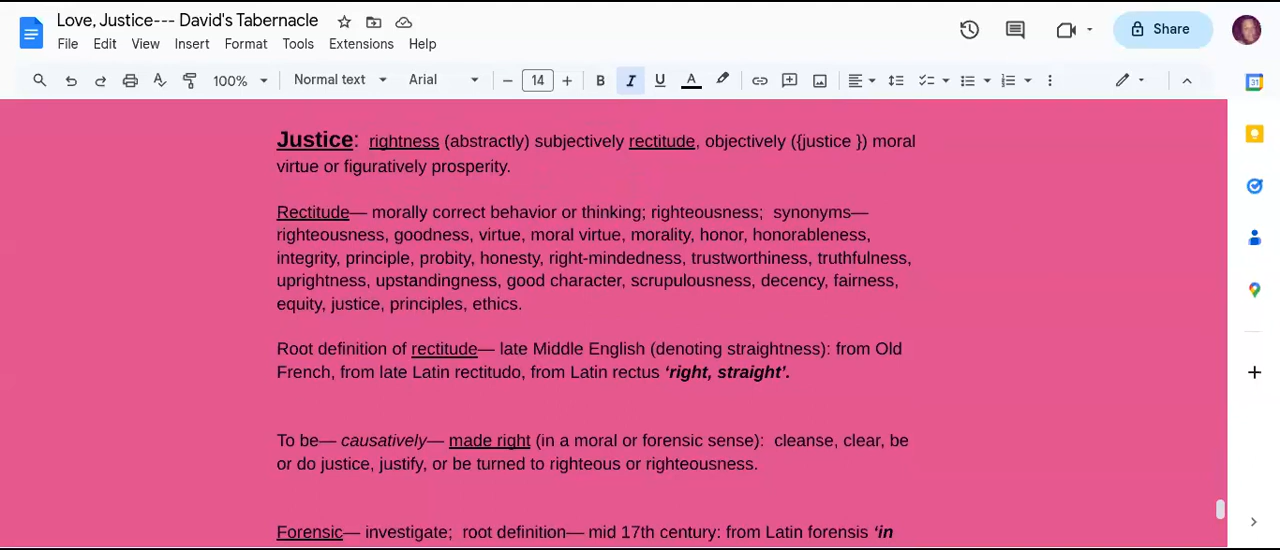 Love, Justice--- David's Tabernacle
File Edit View Insert Format Tools Extensions Help
Share
100% Normal text Arial 14 B I U A
31
Justice: rightness (abstractly) subjectively rectitude, objectively ({justice }) moral
virtue or figuratively prosperity.
Rectitude— morally correct behavior or thinking; righteousness; synonyms—
righteousness, goodness, virtue, moral virtue, morality, honor, honorableness,
integrity, principle, probity, honesty, right-mindedness, trustworthiness, truthfulness,
uprightness, upstandingness, good character, scrupulousness, decency, fairness,
equity, justice, principles, ethics.
Root definition of rectitude— late Middle English (denoting straightness): from Old
French, from late Latin rectitudo, from Latin rectus ‘right, straight’.
To be— causatively— made right (in a moral or forensic sense): cleanse, clear, be
or do justice, justify, or be turned to righteous or righteousness.
Forensic— investigate; root definition— mid 17th century: from Latin forensis ‘in